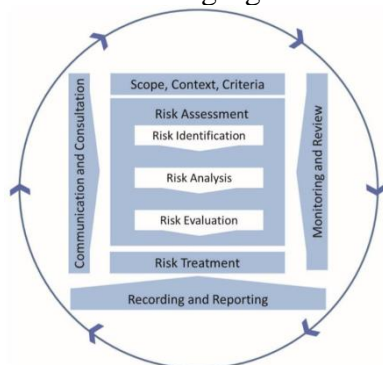 Scope, Context, Criteria
Risk Assessment
Risk Identification
Risk Analysis
Risk Evaluation
Risk Treatment
Recording and Reporting
Communication and Consultation
Monitoring and Review